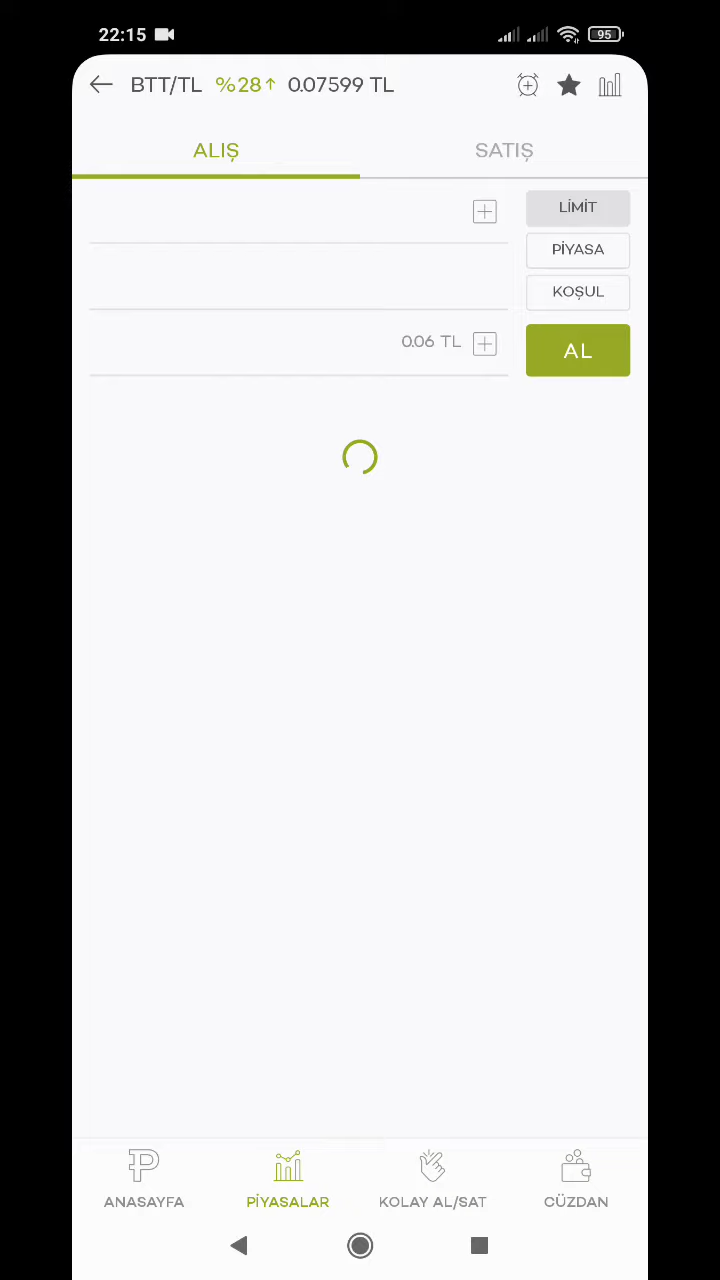 22:15 95
BTT/TL %28↑ 0.07599 TL
ALIŞ SATIŞ
LİMİT
PİYASA
KOŞUL
0.06 TL
AL
ANASAYFA PİYASALAR KOLAY AL/SAT CÜZDAN